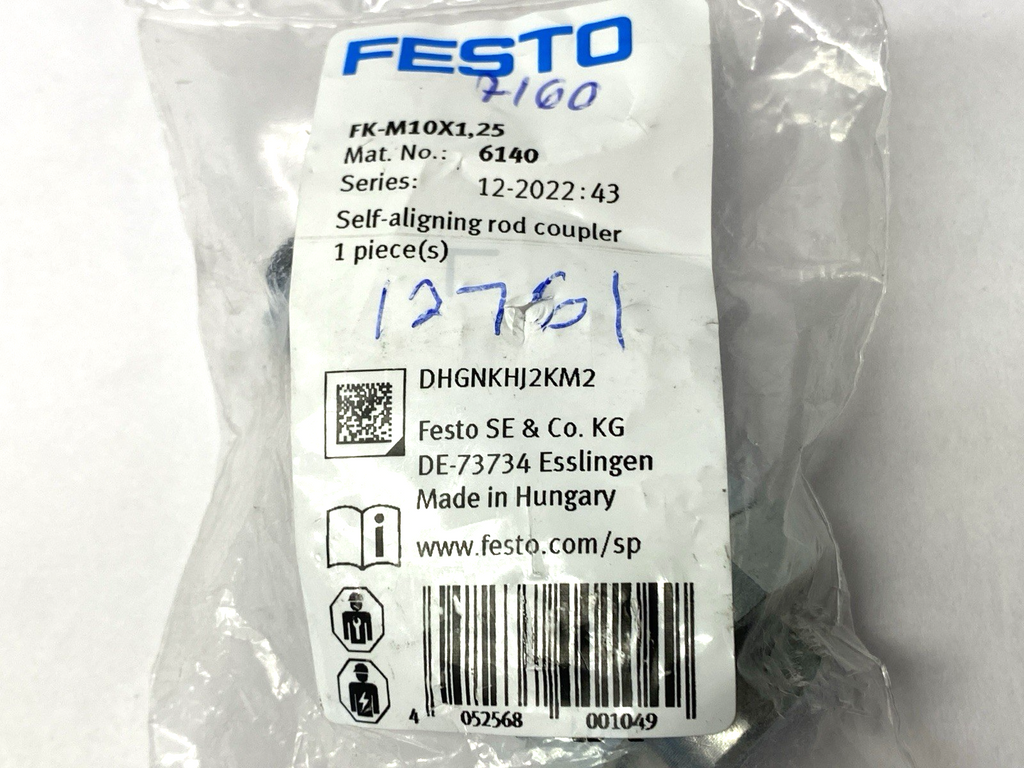 FESTO
7160
FK-M10X1,25
Mat. No.: 6140
Series: 12-2022:43
Self-aligning rod coupler
1 piece(s)
12761
DHGNKHJ2KM2
Festo SE & Co. KG
DE-73734 Esslingen
Made in Hungary
www.festo.com/sp
4 052568 001049